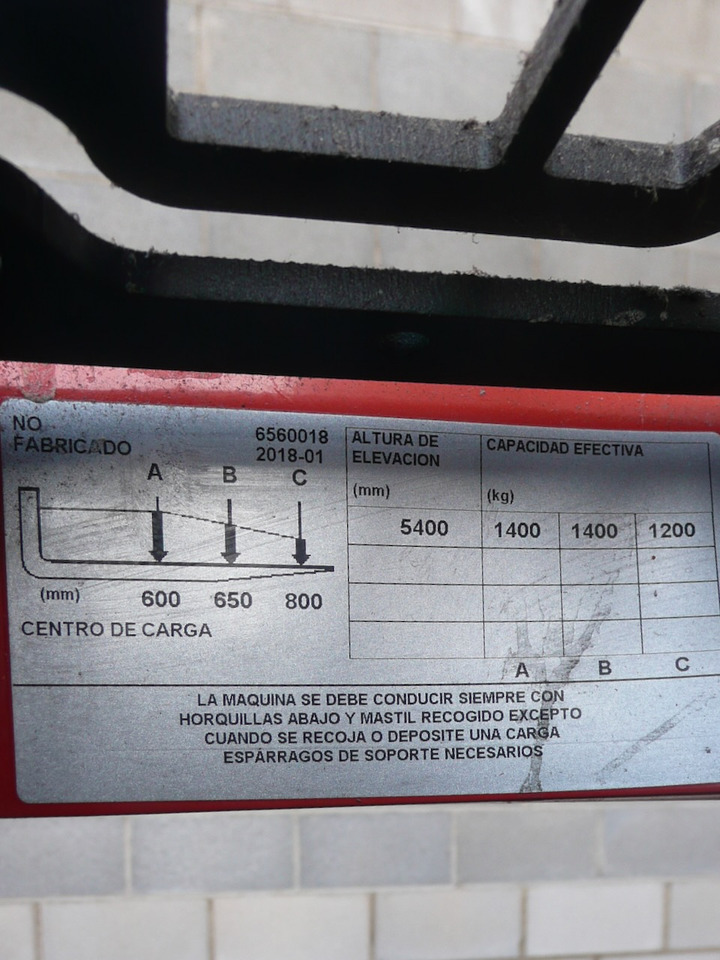 NO 6560018
FABRICADO 2018-01
A B C
(mm) 600 650 800
CENTRO DE CARGA
ALTURA DE
ELEVACION
(mm)
CAPACIDAD EFECTIVA
(kg)
5400 1400 1400 1200
A B C
LA MAQUINA SE DEBE CONDUCIR SIEMPRE CON
HORQUILLAS ABAJO Y MASTIL RECOGIDO EXCEPTO
CUANDO SE RECOJA O DEPOSITE UNA CARGA
ESPÁRRAGOS DE SOPORTE NECESARIOS